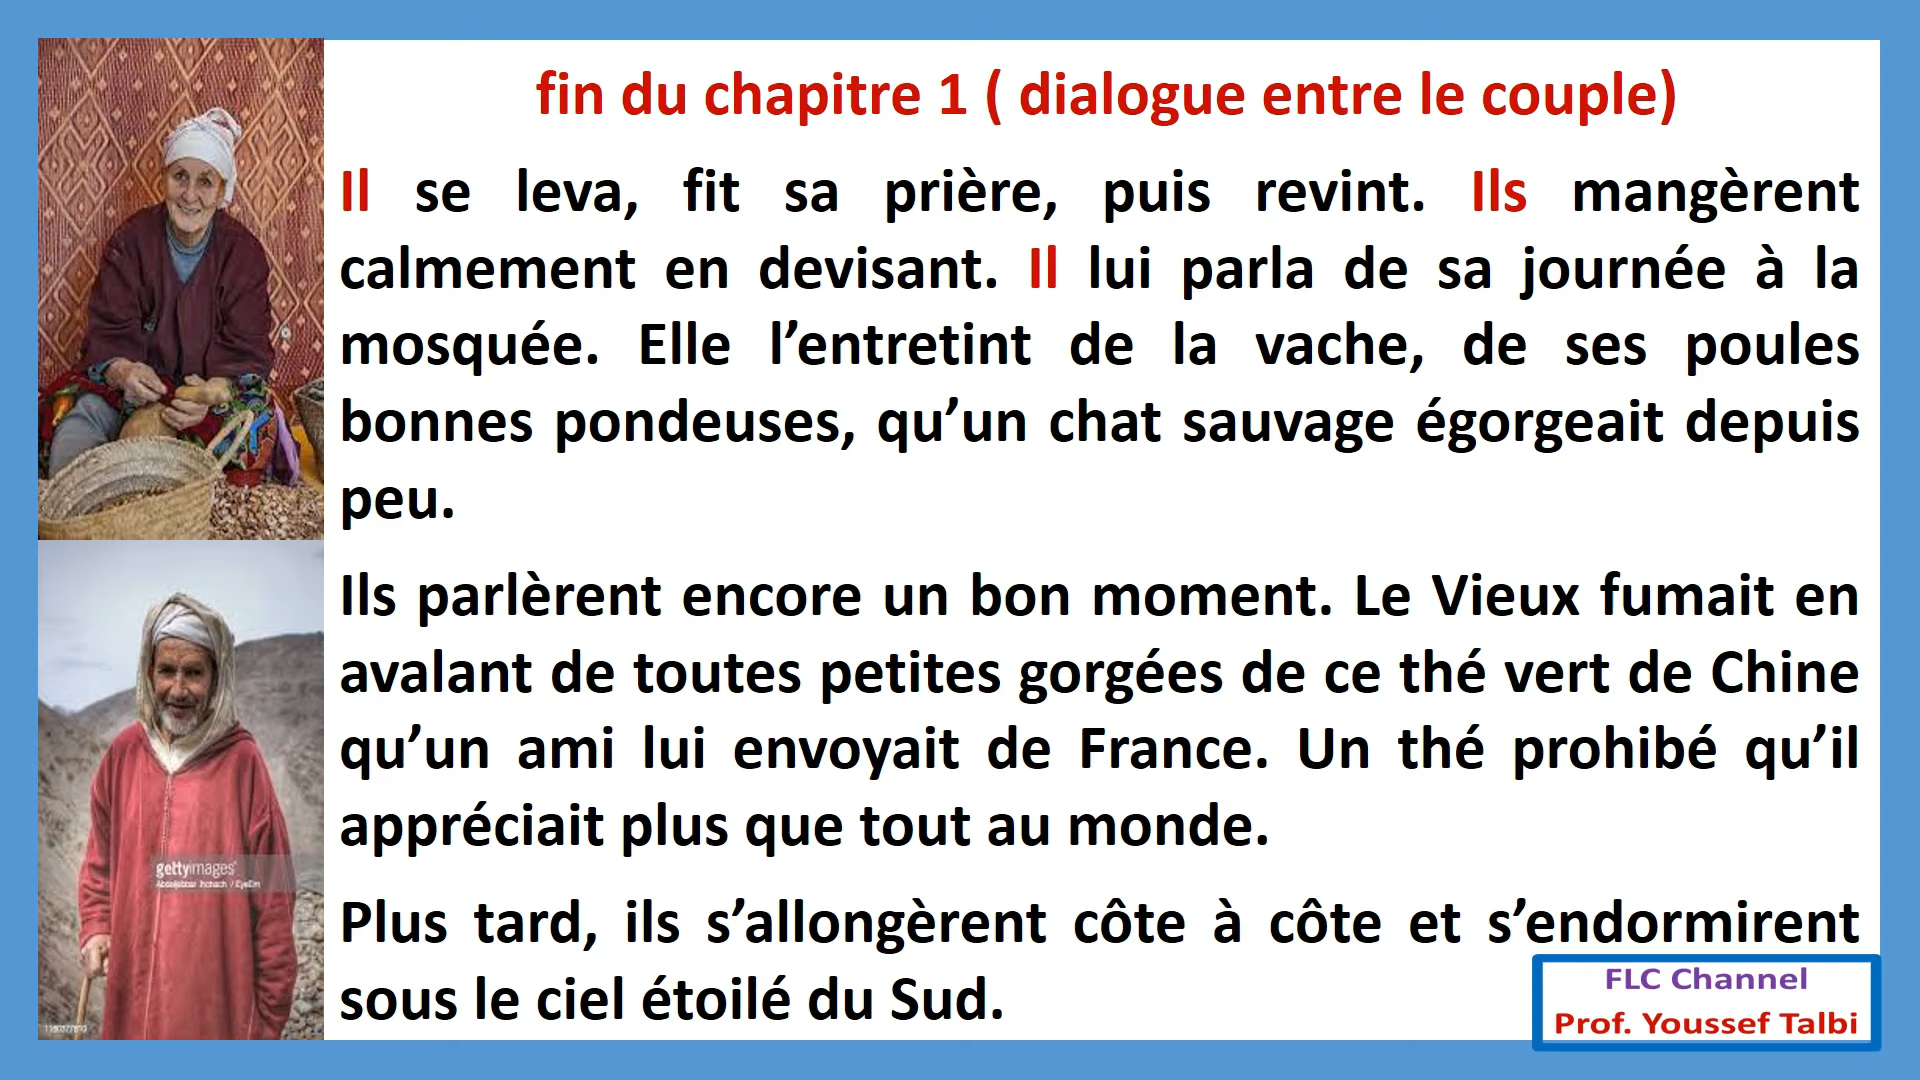 fin du chapitre 1 ( dialogue entre le couple)
Il se leva, fit sa prière, puis revint. Ils mangèrent
calmement en devisant. Il lui parla de sa journée à la
mosquée. Elle l’entretint de la vache, de ses poules
bonnes pondeuses, qu’un chat sauvage égorgeait depuis
peu.
Ils parlèrent encore un bon moment. Le Vieux fumait en
avalant de toutes petites gorgées de ce thé vert de Chine
qu’un ami lui envoyait de France. Un thé prohibé qu’il
appréciait plus que tout au monde.
Plus tard, ils s’allongèrent côte à côte et s’endormirent
sous le ciel étoilé du Sud.
gettyimages
/ EyeEm
FLC Channel
Prof. Youssef Talbi